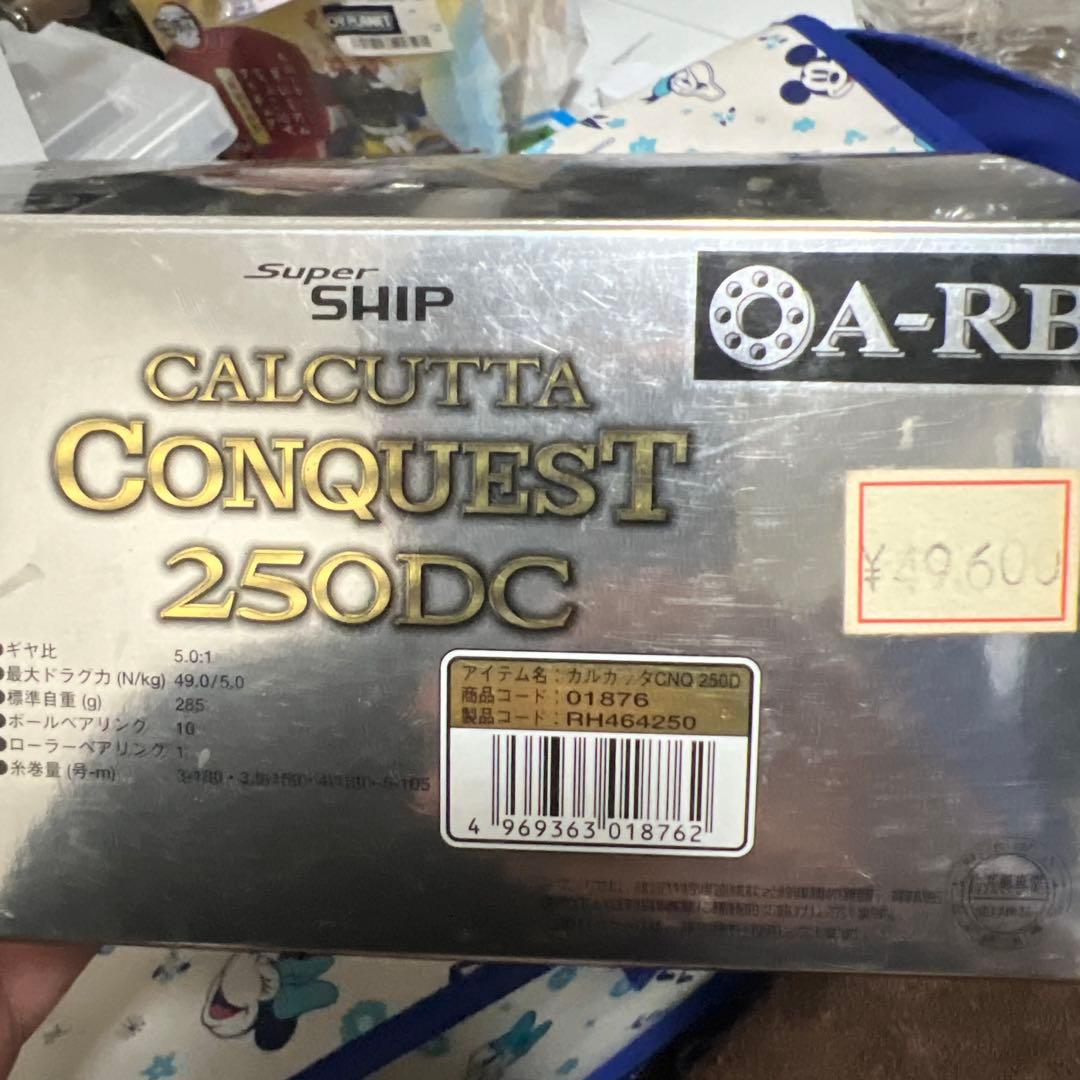 TOY PLANET
Super
SHIP
A-RB
CALCUTTA
CONQUEST
250DC
¥49,600
●ギヤ比 5.0:1
●最大ドラグ力 (N/kg) 49.0/5.0
●標準自重 (g) 285
●ボールベアリング 10
●ローラーベアリング 1
●糸巻量 (号-m)
アイテム名：カルカッタCNQ 250D
商品コード：01876
製品コード：RH464250
4 969363 018762